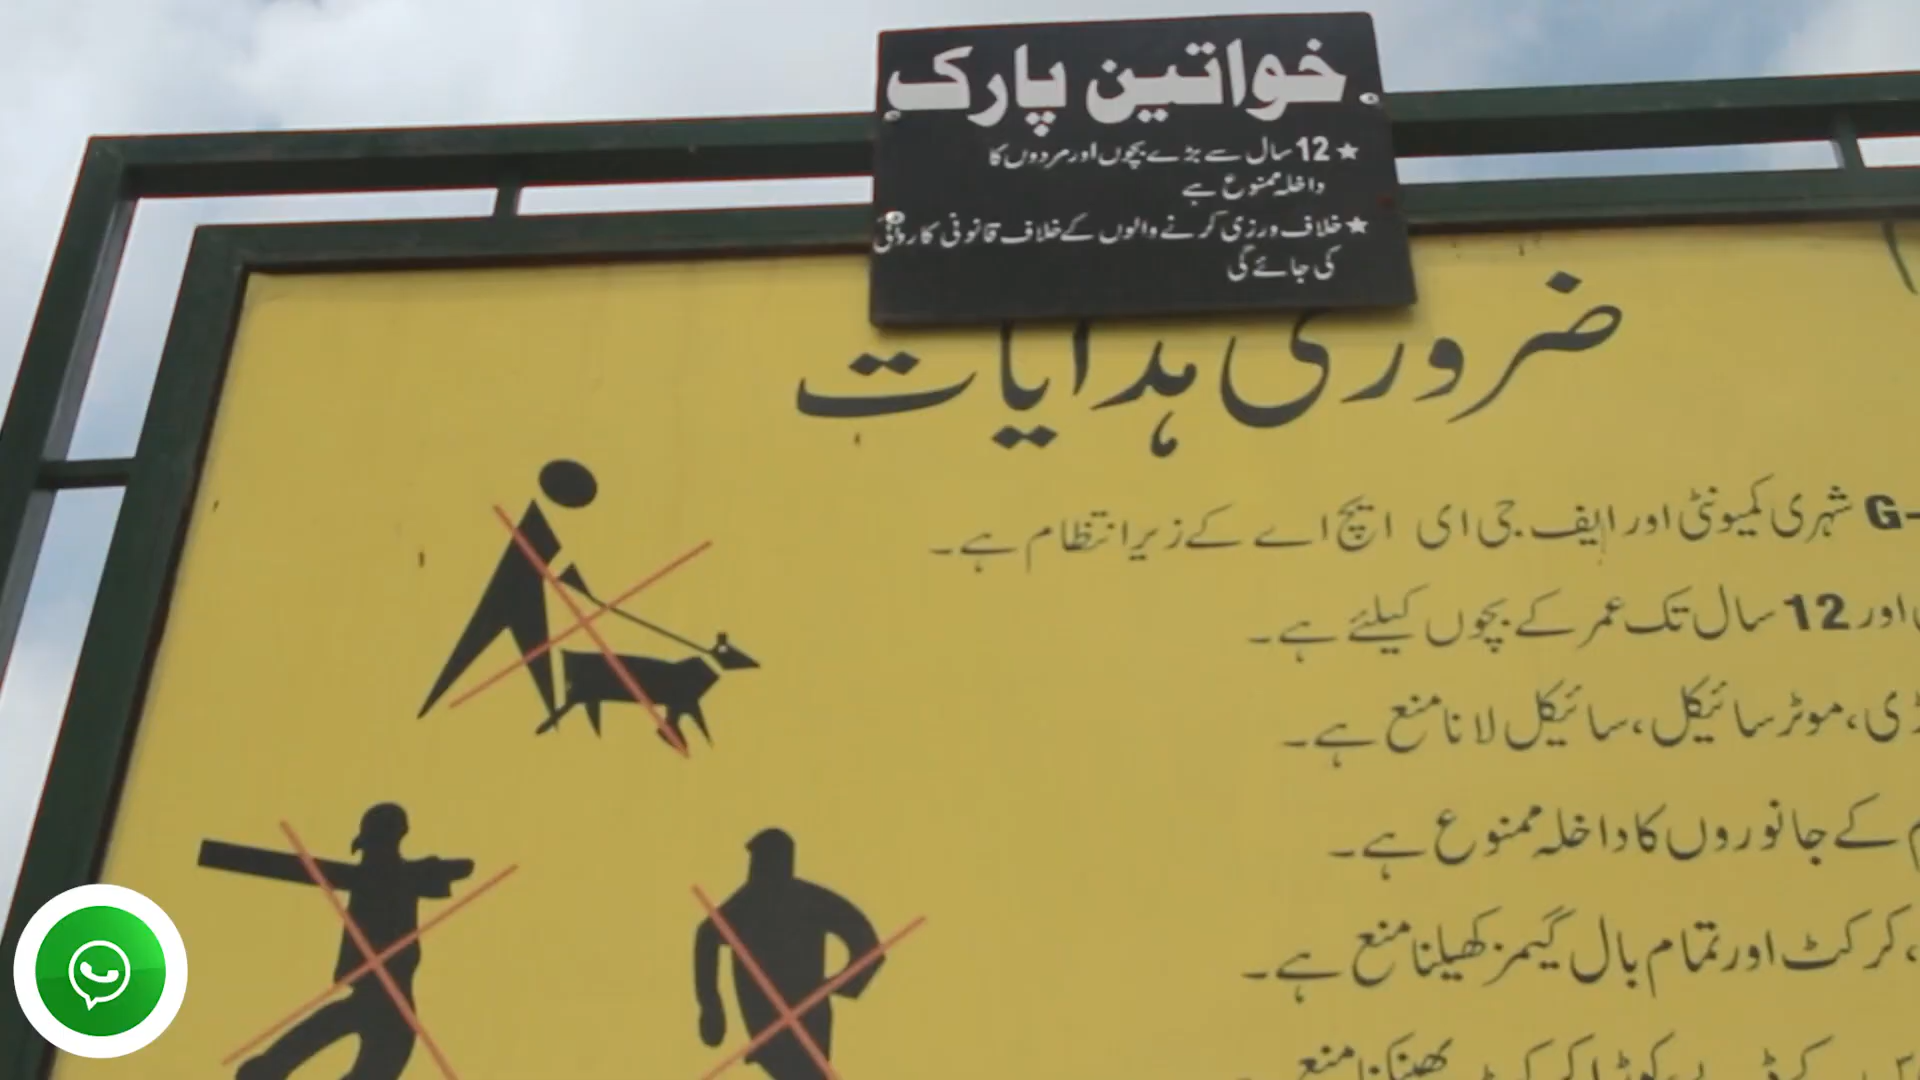 خواتین پارک
★ 12 سال سے بڑے بچوں اور مردوں کا
داخلہ ممنوع ہے
★ خلاف ورزی کرنے والوں کے خلاف قانونی کاروائی
کی جائے گی
ضروری ہدایات
G- شہری کمیونٹی اور ایف جی ای ایچ اے کے زیر انتظام ہے۔
اور 12 سال تک عمر کے بچوں کیلئے ہے۔
موٹر سائیکل، سائیکل لانا منع ہے۔
کے جانوروں کا داخلہ ممنوع ہے۔
کرکٹ اور تمام بال گیمز کھیلنا منع ہے۔